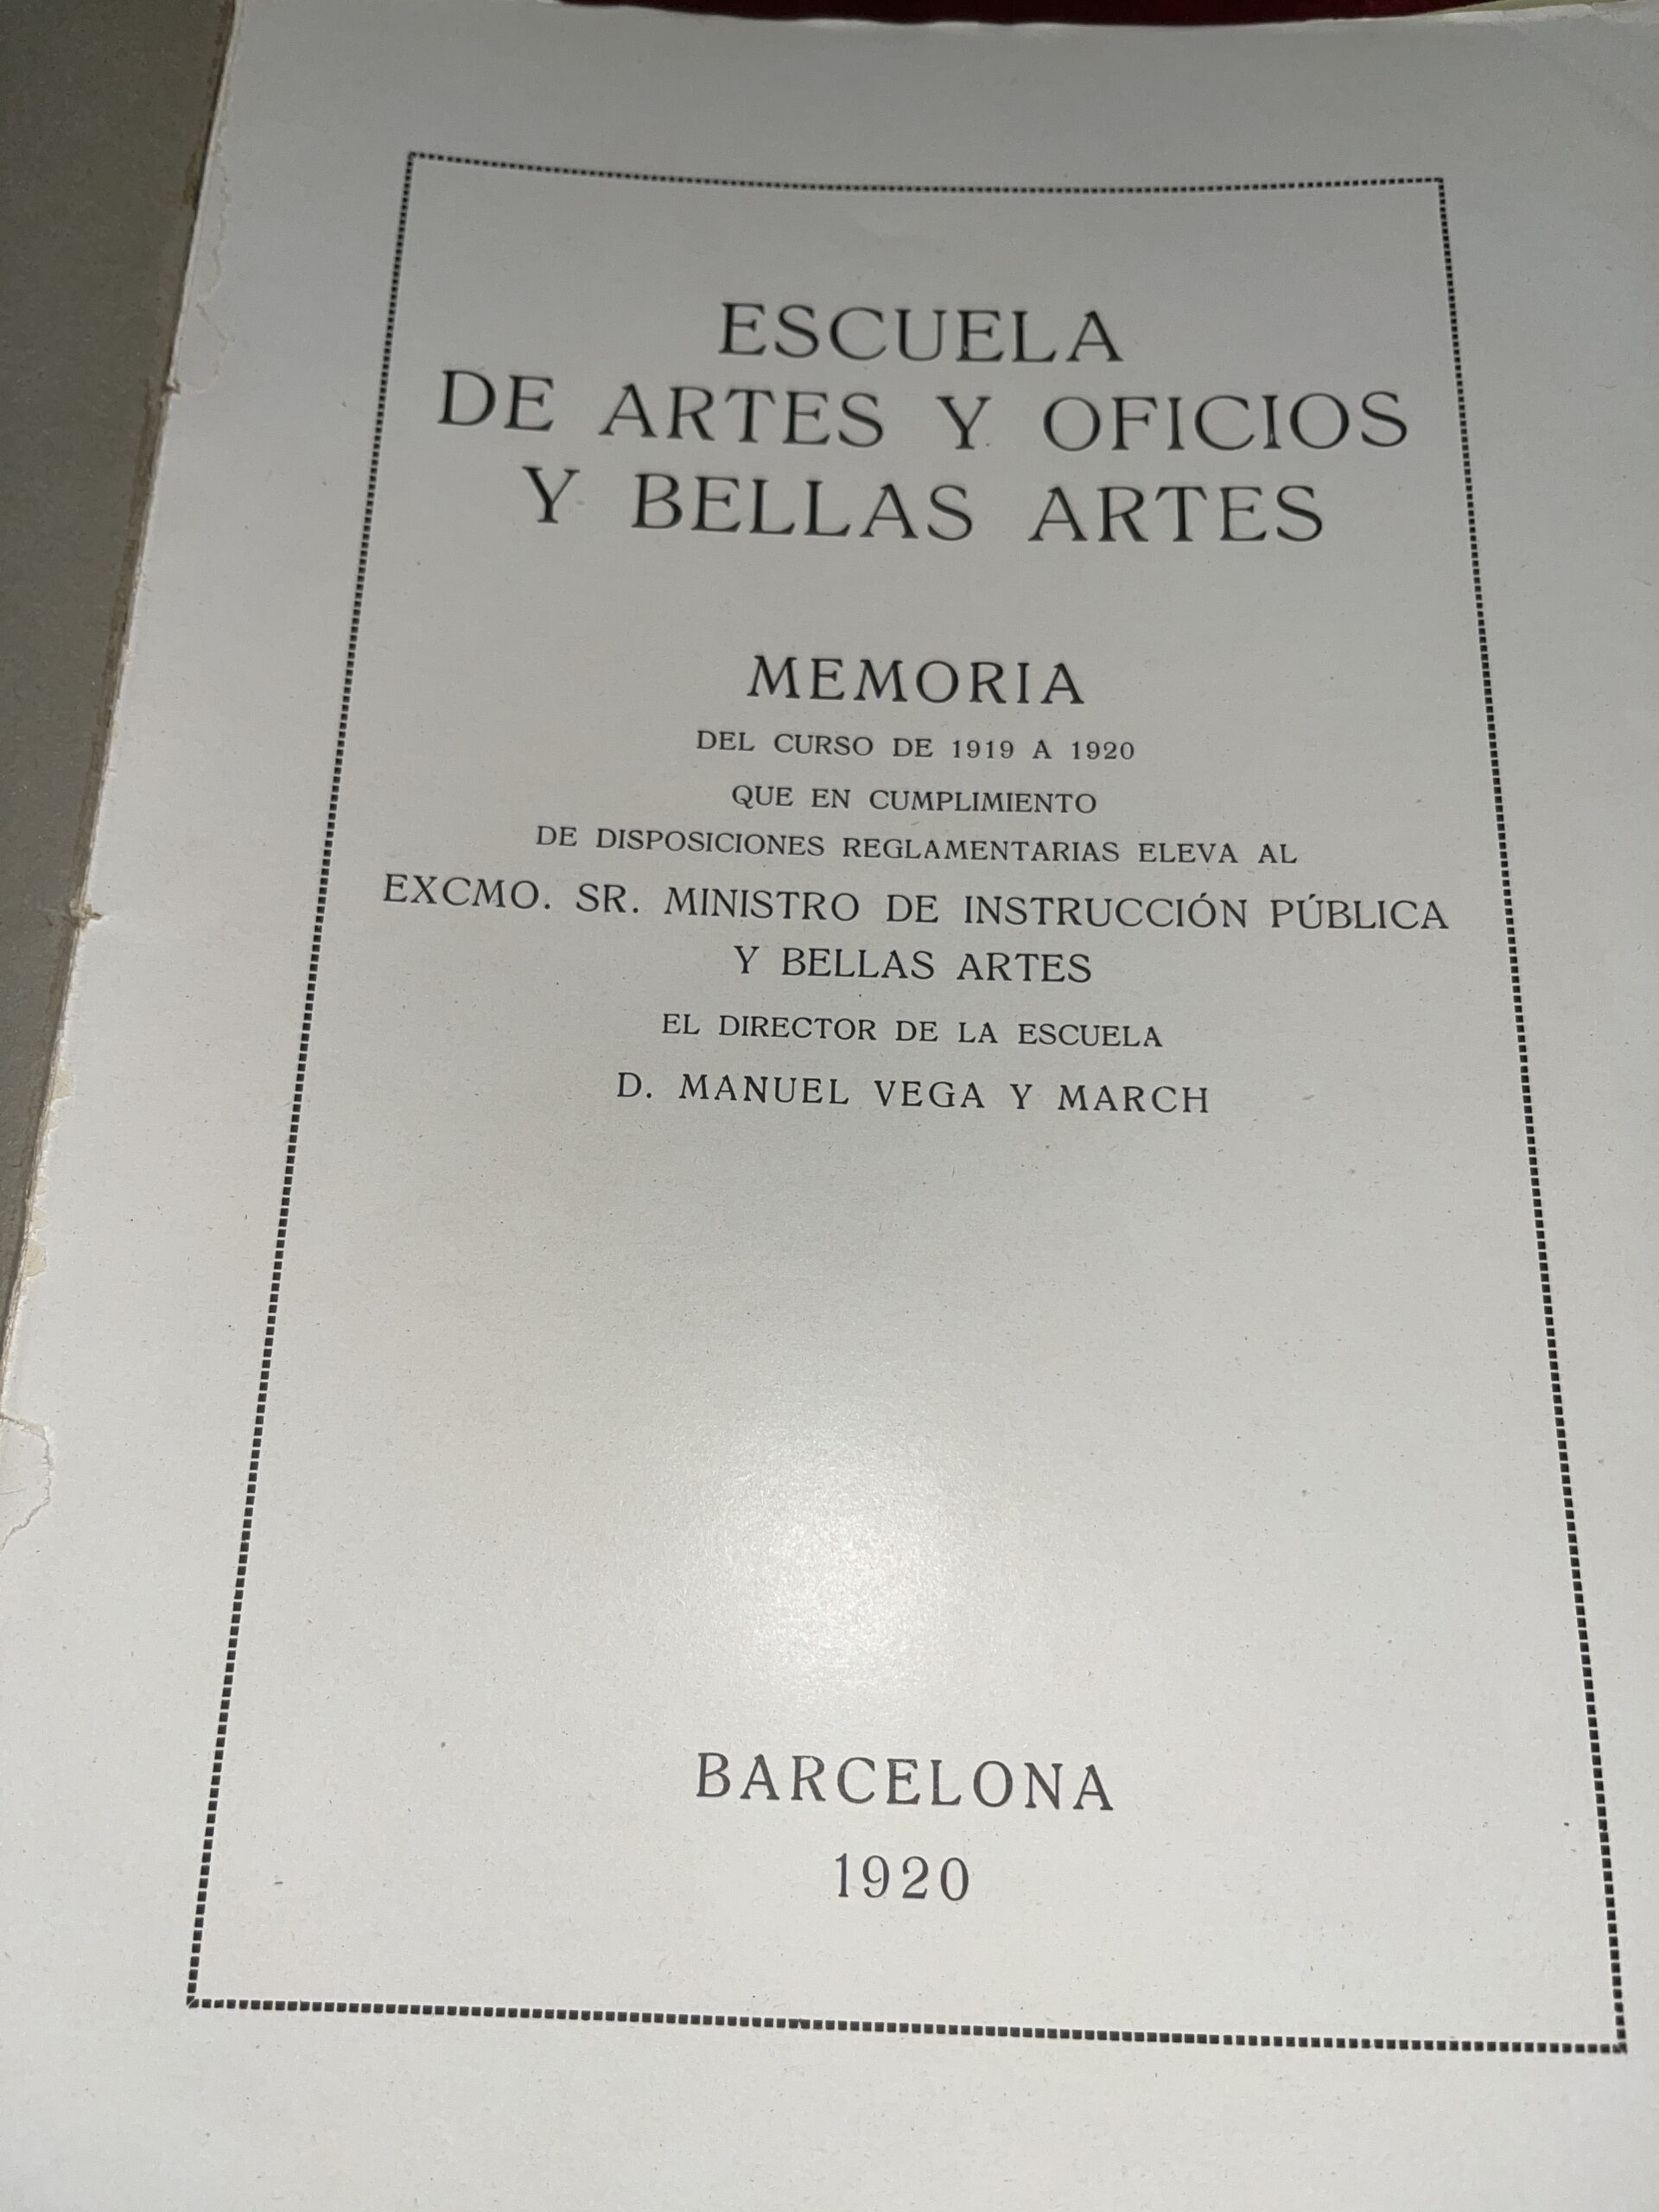 ESCUELA
DE ARTES Y OFICIOS
Y BELLAS ARTES
MEMORIA
DEL CURSO DE 1919 A 1920
QUE EN CUMPLIMIENTO
DE DISPOSICIONES REGLAMENTARIAS ELEVA AL
EXCMO. SR. MINISTRO DE INSTRUCCIÓN PÚBLICA
Y BELLAS ARTES
EL DIRECTOR DE LA ESCUELA
D. MANUEL VEGA Y MARCH
BARCELONA
1920